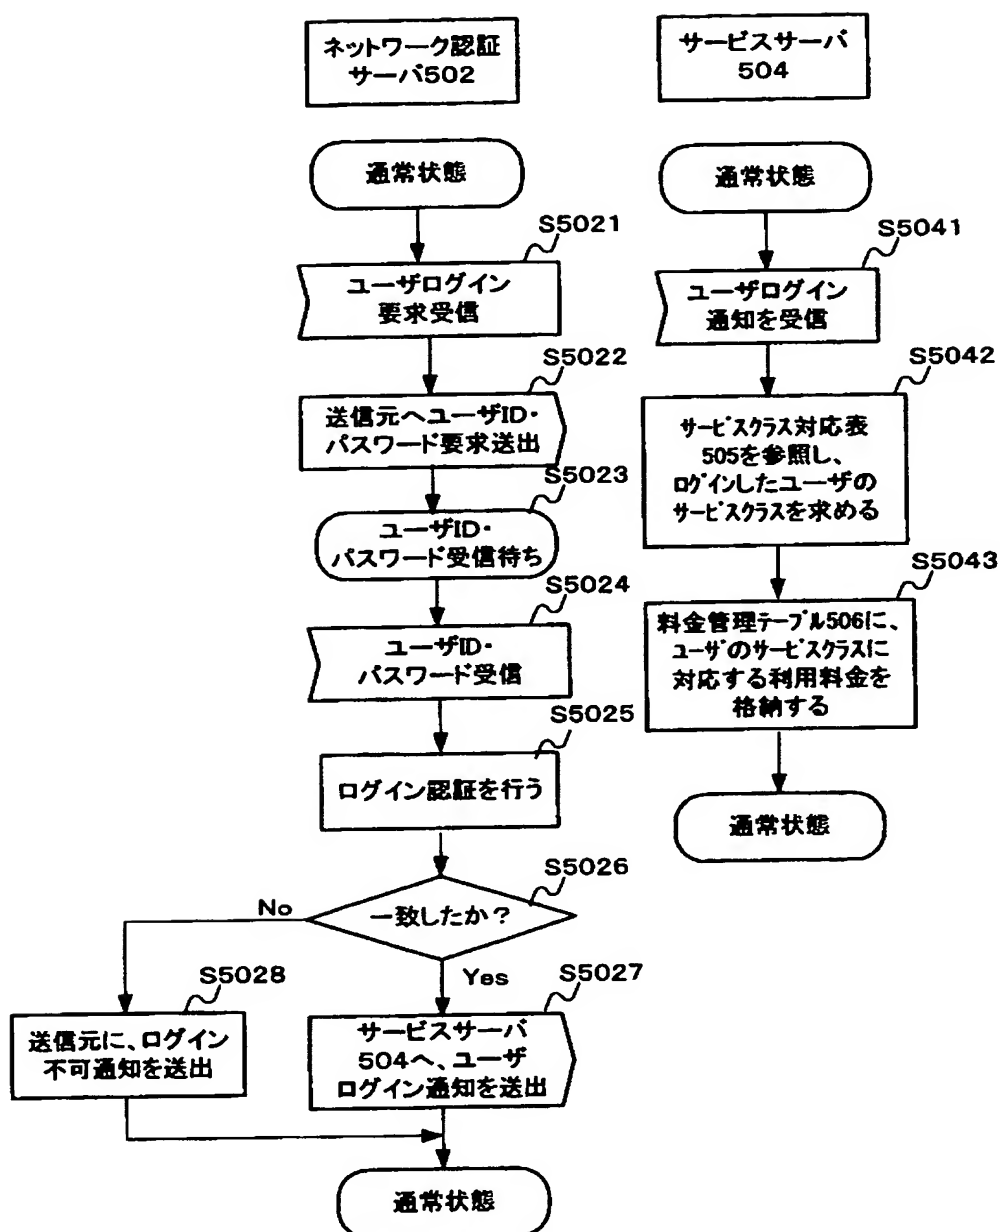 ネットワーク認証
サーバ502
通常状態
S5021
ユーザログイン
要求受信
S5022
送信元へユーザID・
パスワード要求送出
S5023
ユーザID・
パスワード受信待ち
S5024
ユーザID・
パスワード受信
S5025
ログイン認証を行う
S5026
一致したか?
No
Yes
S5028
送信元に、ログイン
不可通知を送出
S5027
サービスサーバ
504へ、ユーザ
ログイン通知を送出
通常状態
サービスサーバ
504
通常状態
S5041
ユーザログイン
通知を受信
S5042
サービスクラス対応表
505を参照し、
ログインしたユーザの
サービスクラスを求める
S5043
料金管理テーブル506に、
ユーザのサービスクラスに
対応する利用料金を
格納する
通常状態